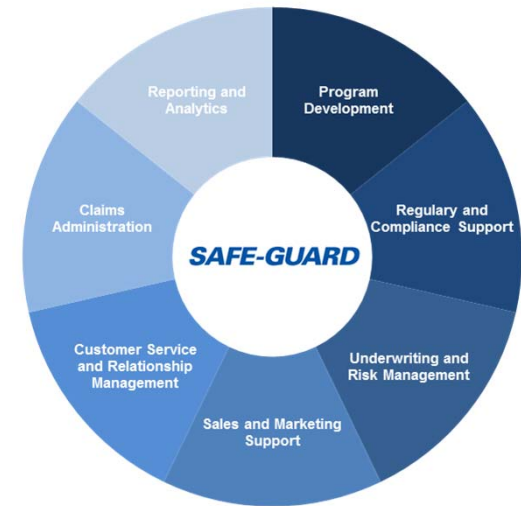 Reporting and
Analytics
Program
Development
Claims
Administration
Regulary and
Compliance Support
SAFE-GUARD
Customer Service
and Relationship
Management
Underwriting and
Risk Management
Sales and Marketing
Support